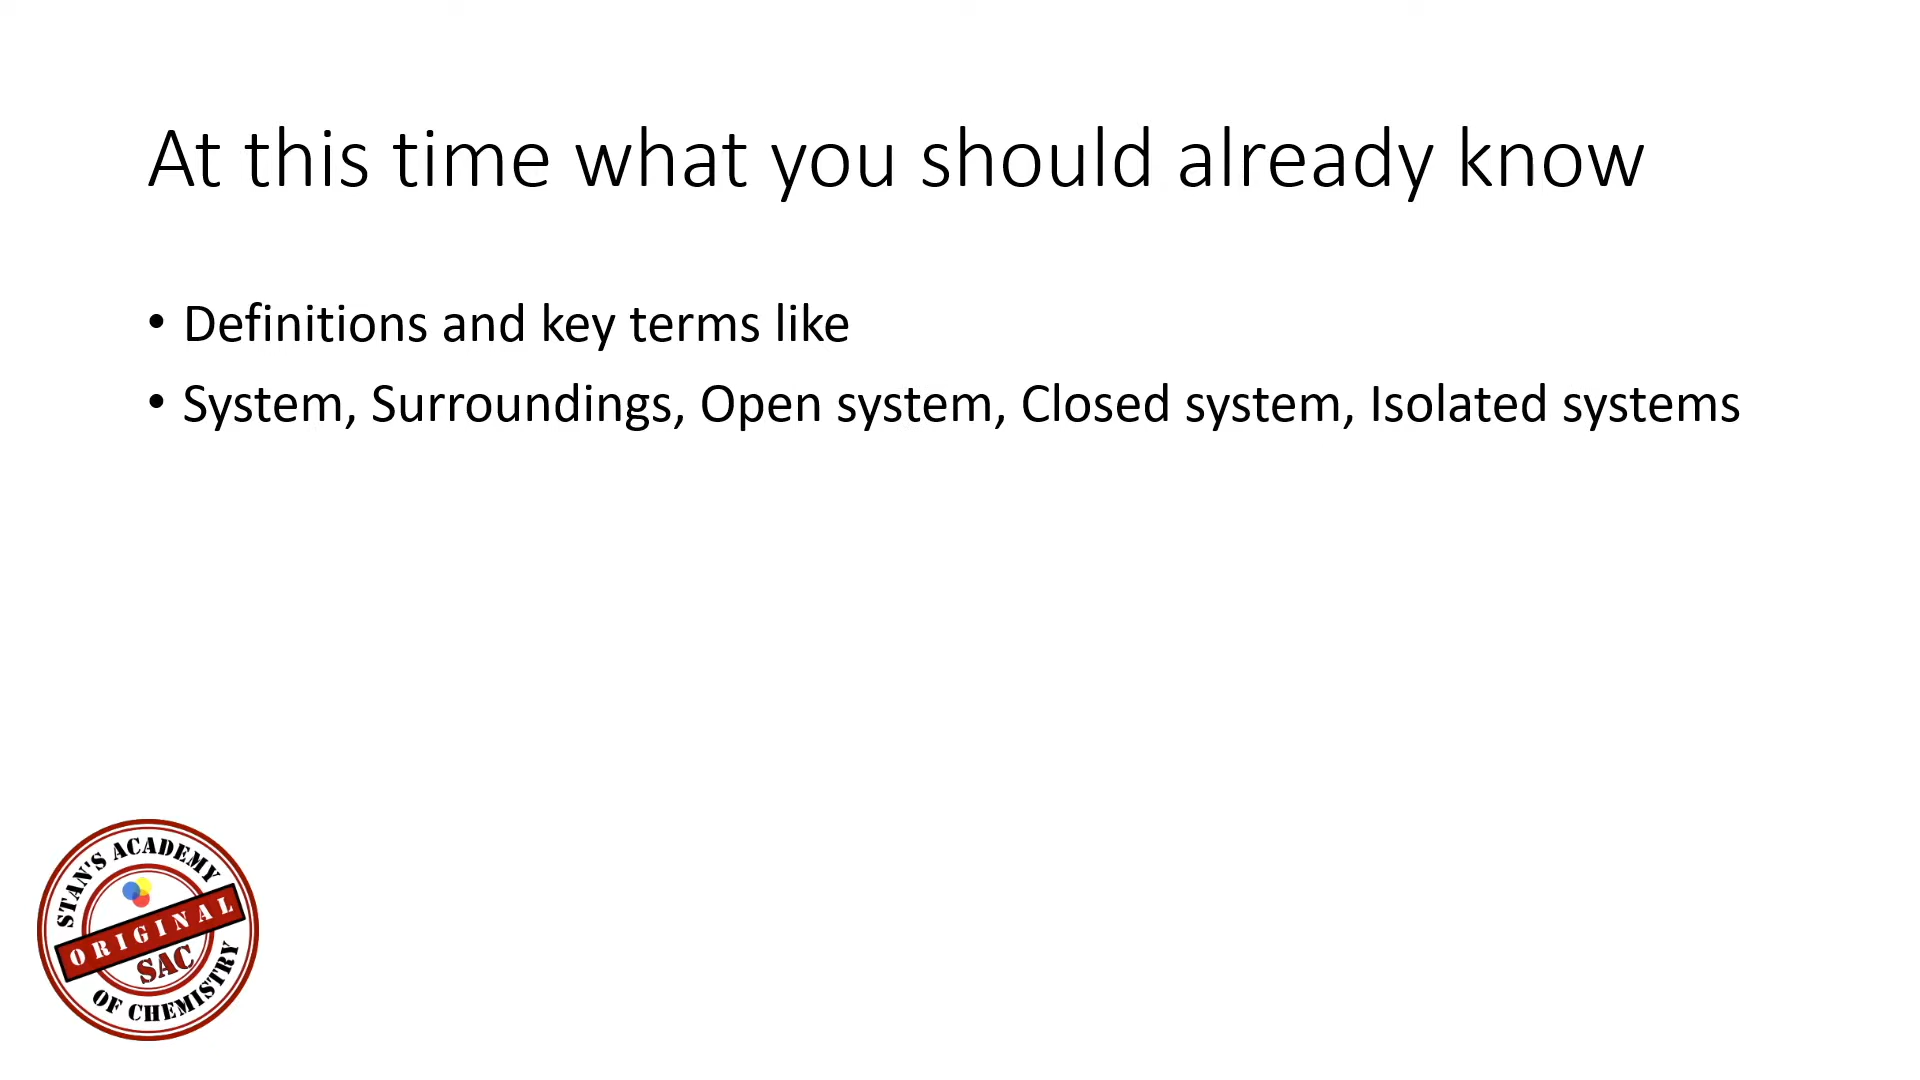 At this time what you should already know
• Definitions and key terms like
• System, Surroundings, Open system, Closed system, Isolated systems
STAN'S ACADEMY
ORIGINAL
SAC
OF CHEMISTRY